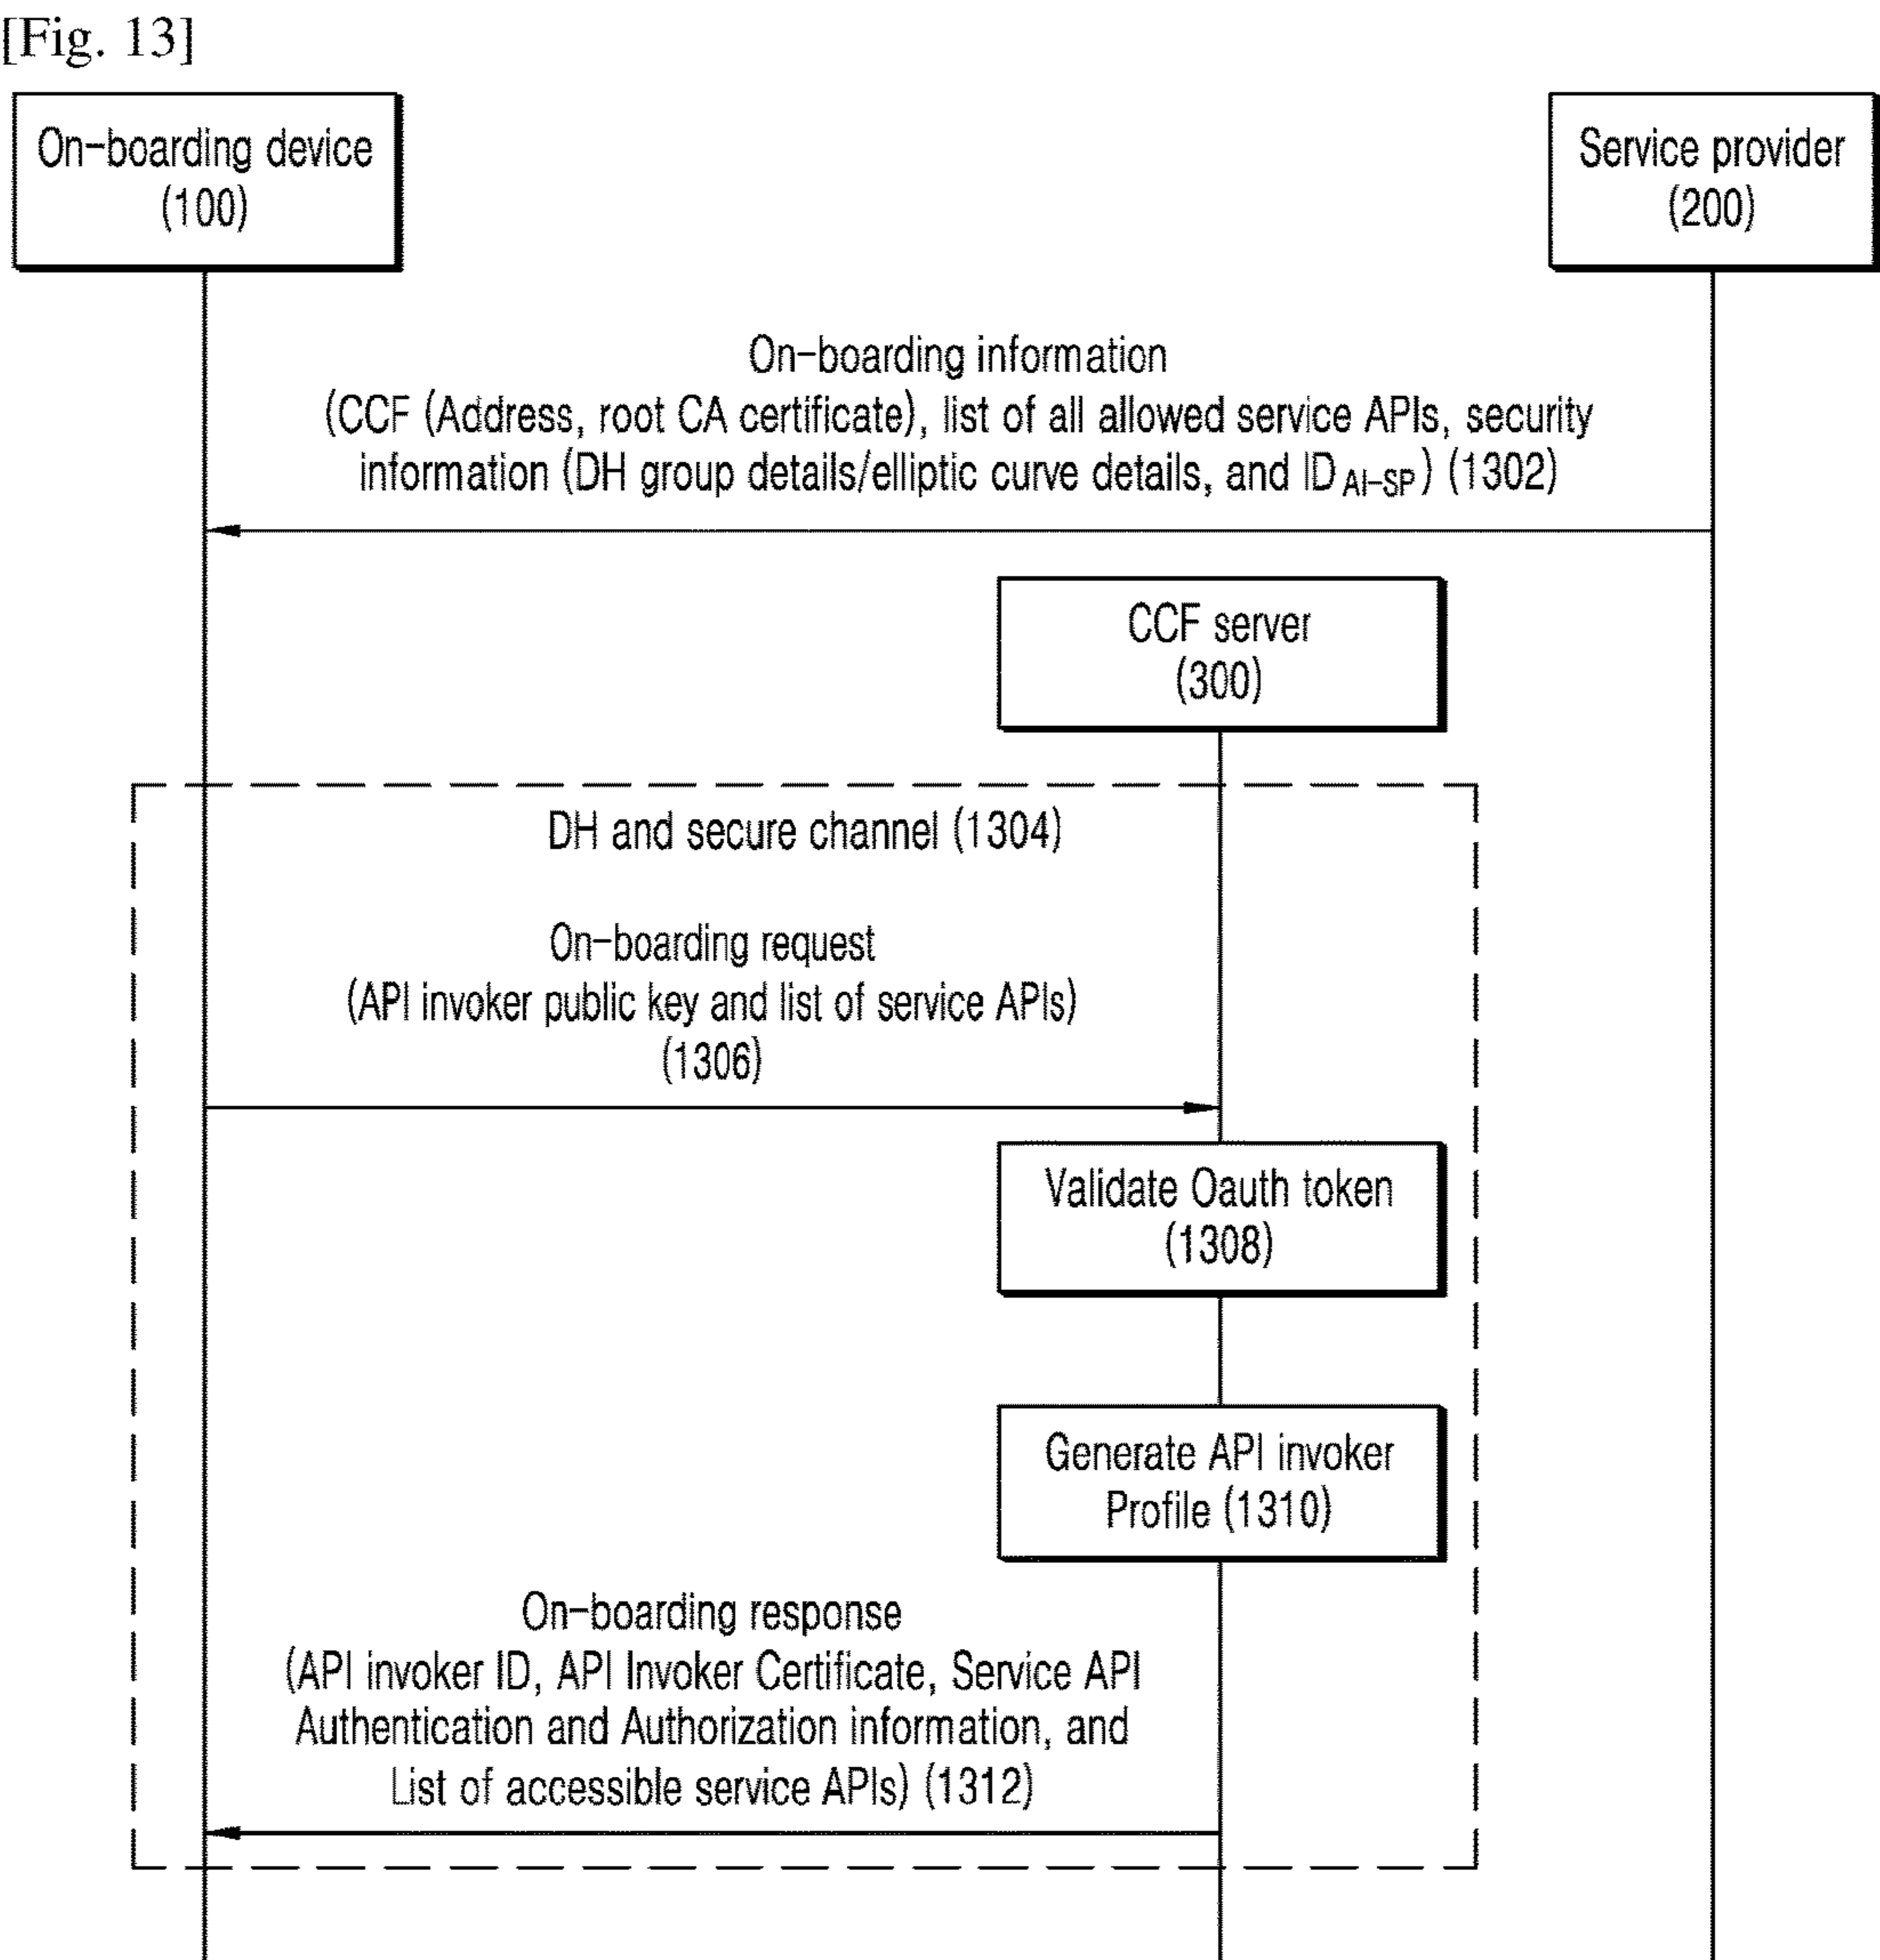 [Fig. 13]
On-boarding device
(100)
Service provider
(200)
On-boarding information
(CCF (Address, root CA certificate), list of all allowed service APIs, security
information (DH group details/elliptic curve details, and ID AI-SP) (1302)
CCF server
(300)
DH and secure channel (1304)
On-boarding request
(API invoker public key and list of service APIs)
(1306)
Validate Oauth token
(1308)
Generate API invoker
Profile (1310)
On-boarding response
(API invoker ID, API Invoker Certificate, Service API
Authentication and Authorization information, and
List of accessible service APIs) (1312)